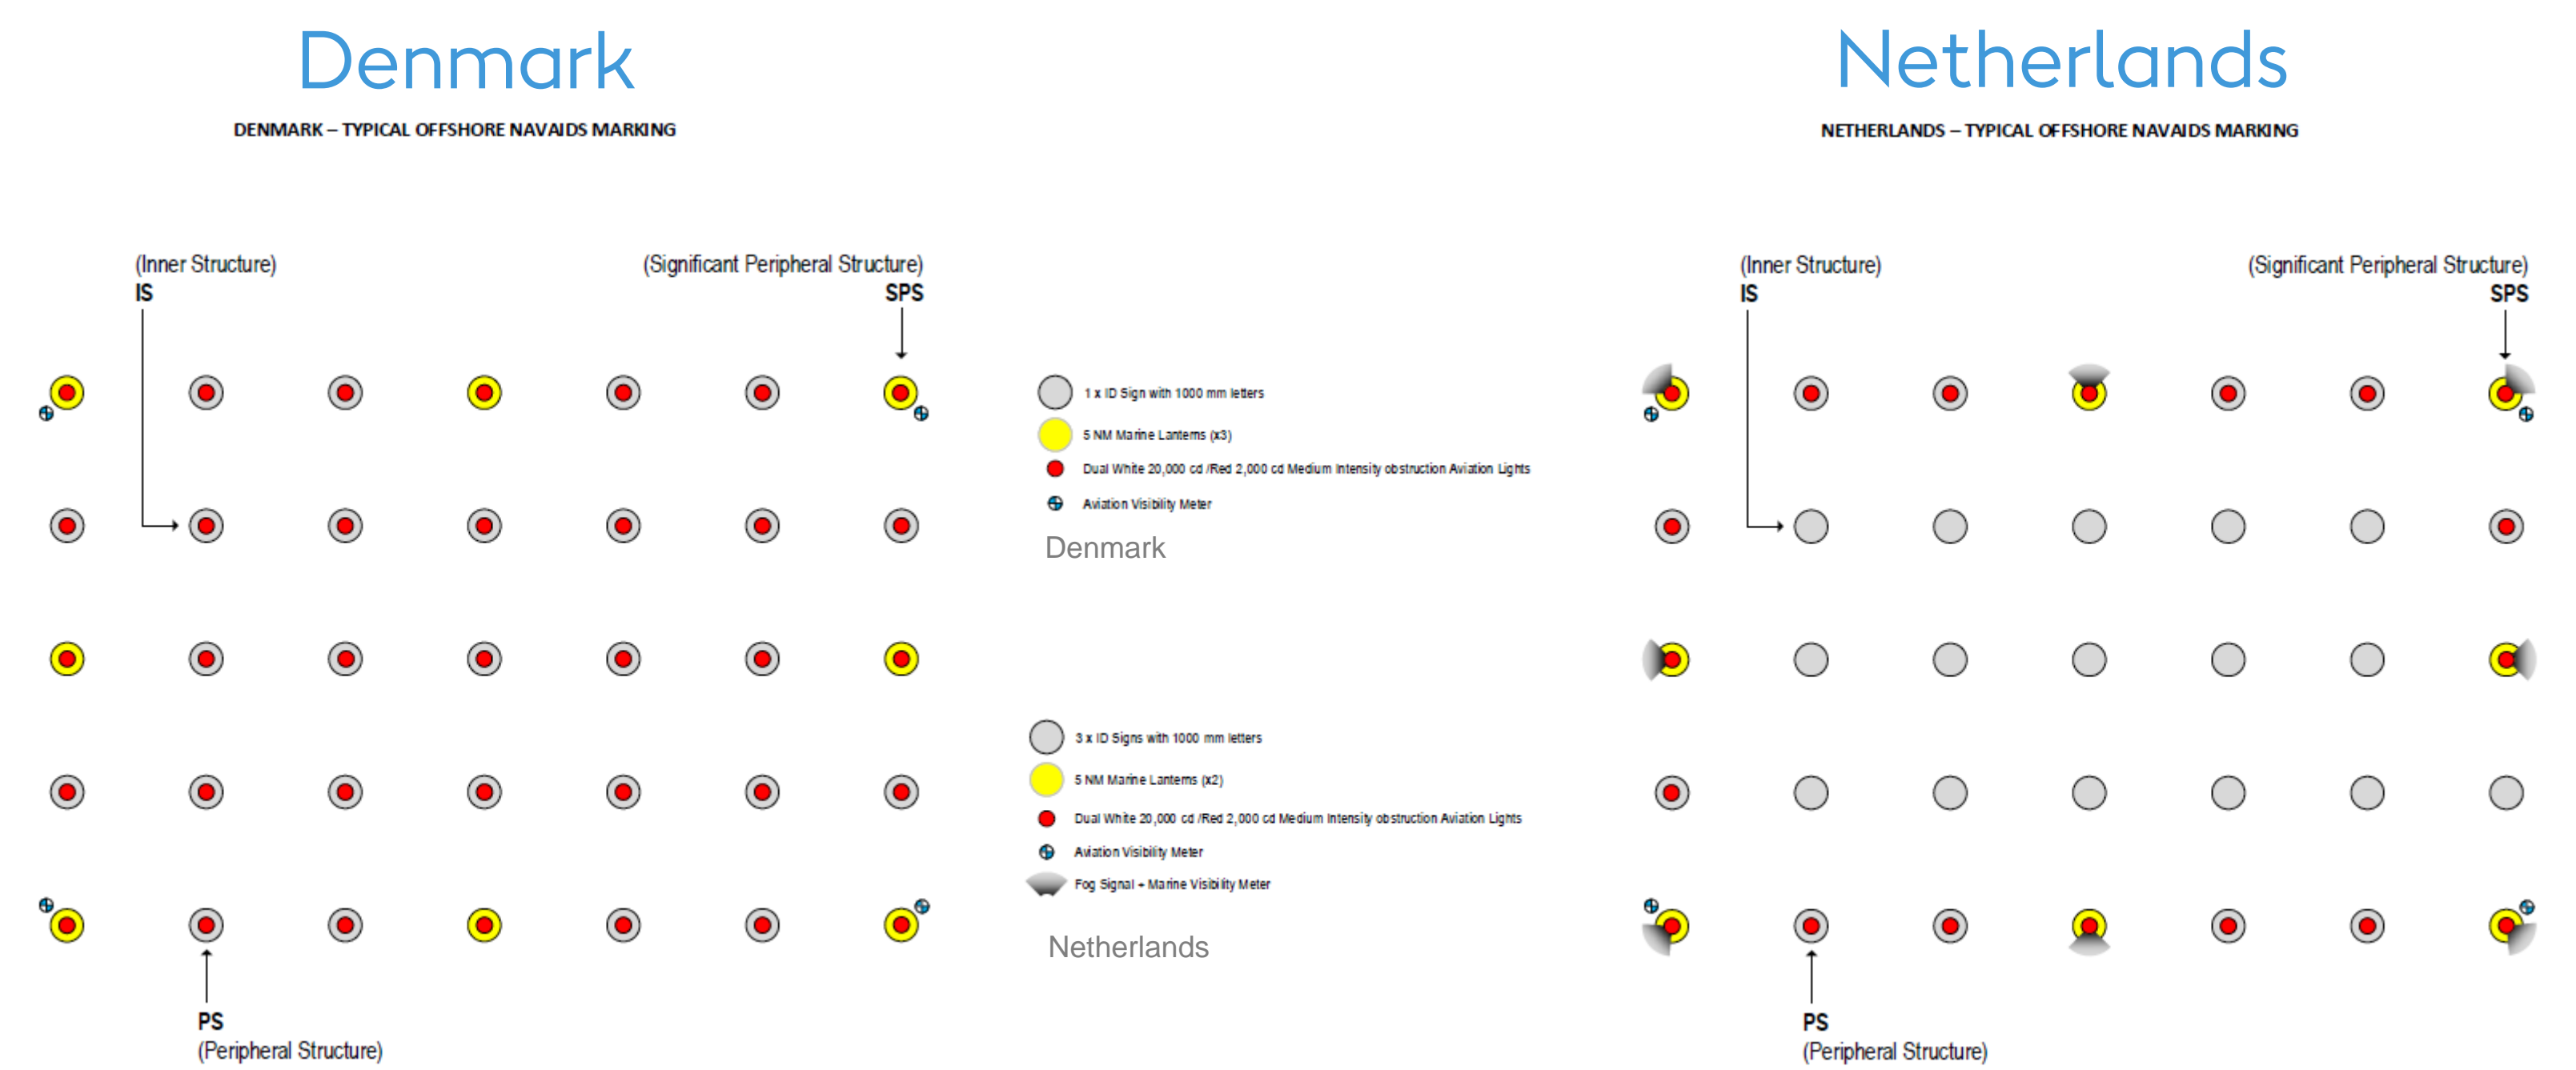 Denmark
DENMARK – TYPICAL OFFSHORE NAVAIDS MARKING
(Inner Structure)
IS
(Significant Peripheral Structure)
SPS
PS
(Peripheral Structure)
1 x ID Sign with 1000 mm letters
5 NM Marine Lanterns (x3)
Dual White 20,000 cd /Red 2,000 cd Medium Intensity obstruction Aviation Lights
Aviation Visibility Meter
Denmark
3 x ID Signs with 1000 mm letters
5 NM Marine Lanterns (x2)
Dual White 20,000 cd /Red 2,000 cd Medium Intensity obstruction Aviation Lights
Aviation Visibility Meter
Fog Signal + Marine Visibility Meter
Netherlands
Netherlands
NETHERLANDS – TYPICAL OFFSHORE NAVAIDS MARKING
(Inner Structure)
IS
(Significant Peripheral Structure)
SPS
PS
(Peripheral Structure)